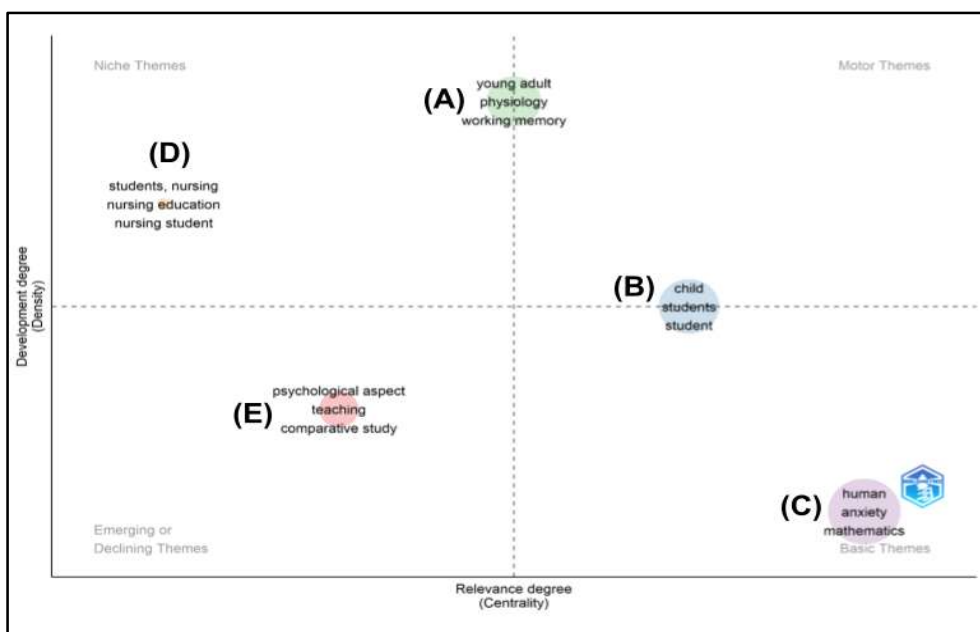 Niche Themes
Motor Themes
(A)
young adult
physiology
working memory
(D)
students, nursing
nursing education
nursing student
(B)
child
students
student
(E)
psychological aspect
teaching
comparative study
(C)
human
anxiety
mathematics
Emerging or
Declining Themes
Basic Themes
Development degree
(Density)
Relevance degree
(Centrality)